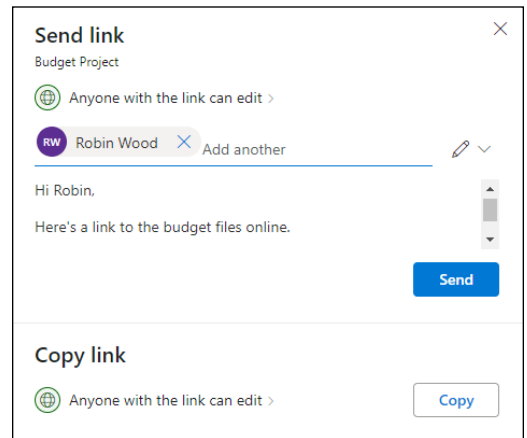 Send link
Budget Project
Anyone with the link can edit >
RW Robin Wood Add another
Hi Robin,
Here's a link to the budget files online.
Send
Copy link
Anyone with the link can edit >
Copy